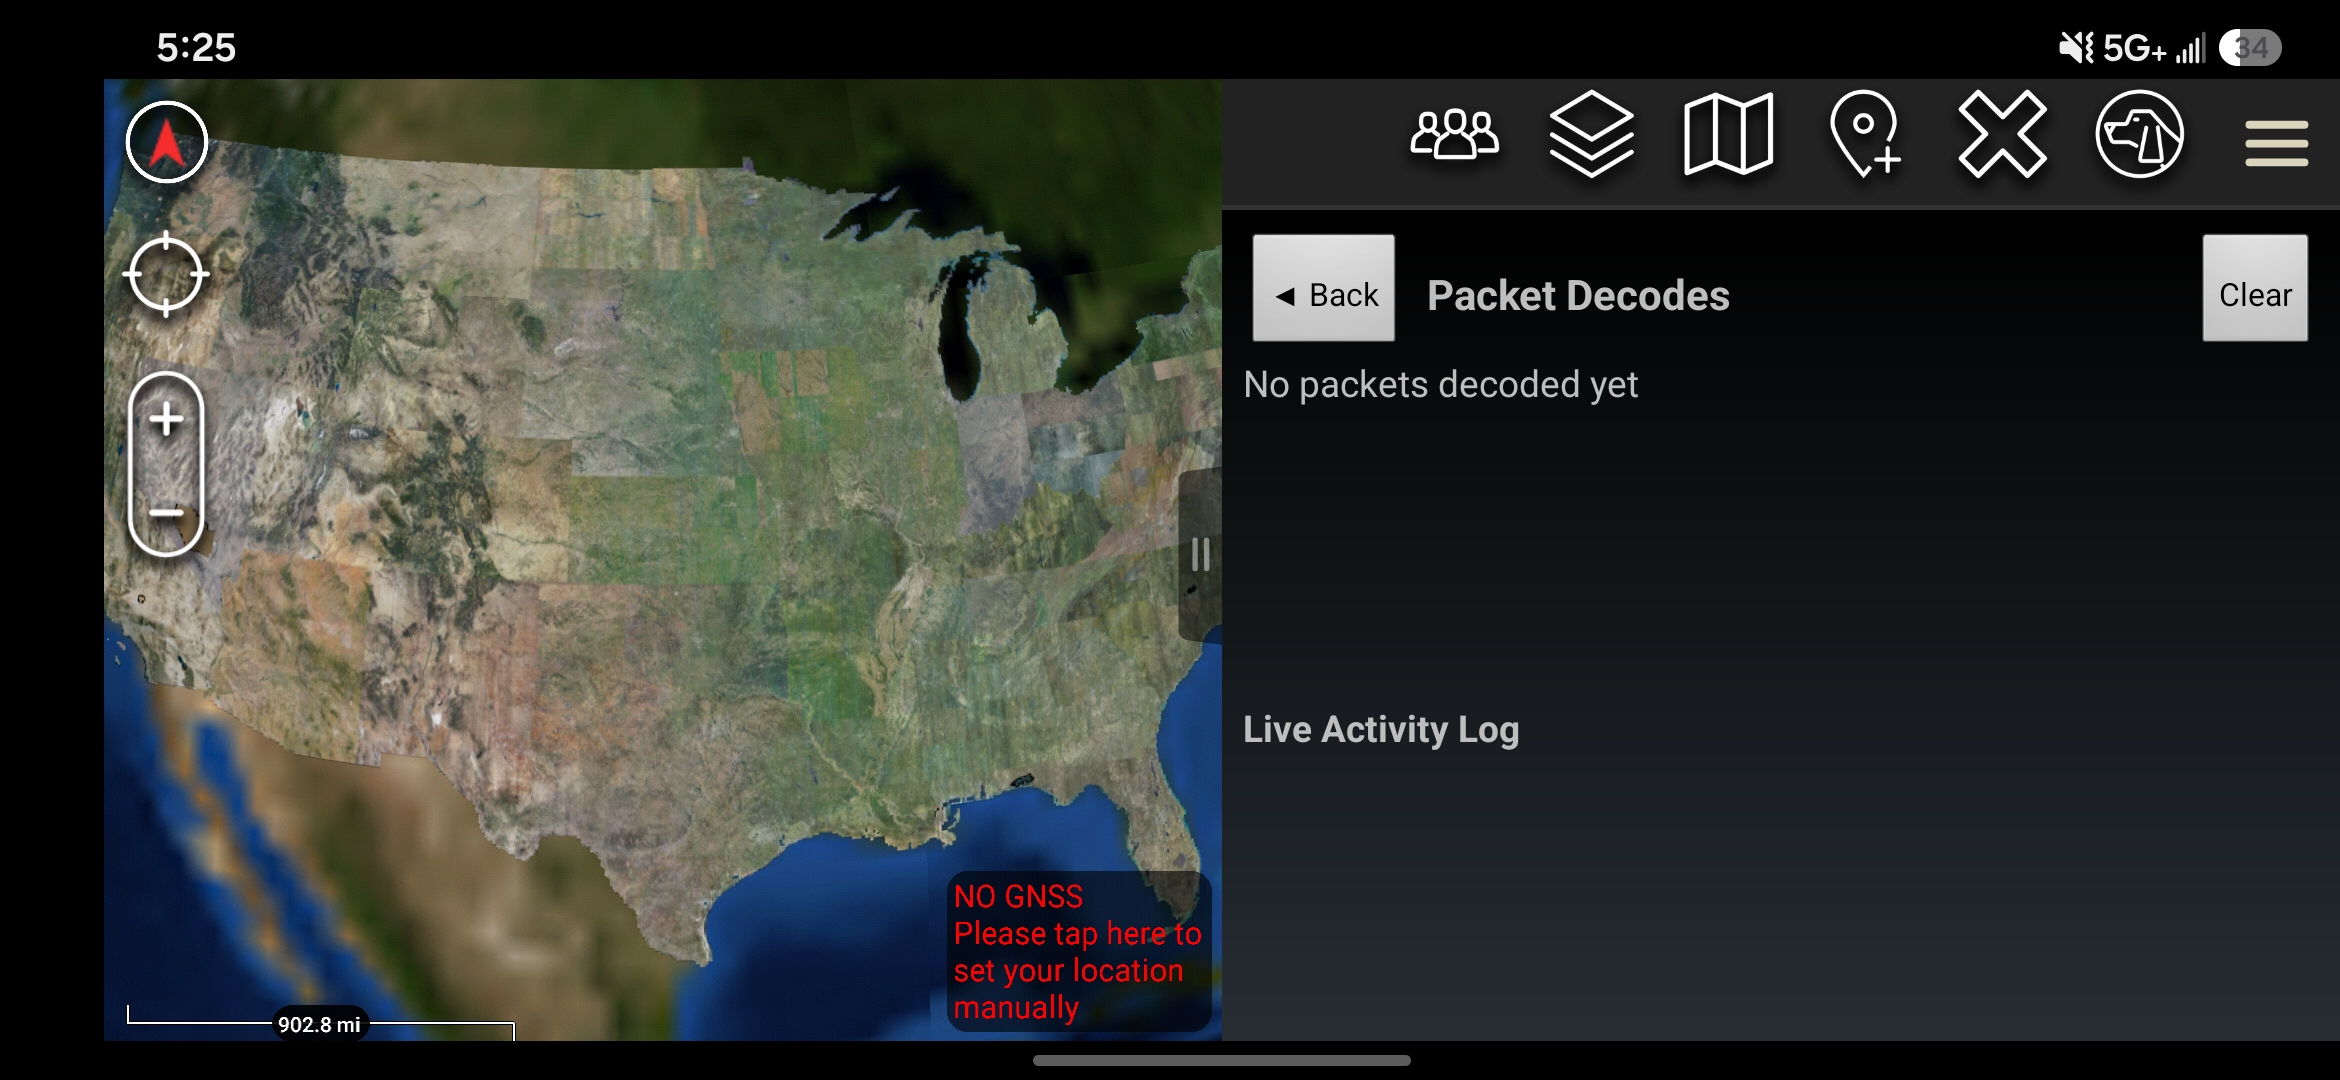 5:25
5G+
34
◄ Back
Packet Decodes
Clear
No packets decoded yet
Live Activity Log
NO GNSS
Please tap here to
set your location
manually
902.8 mi